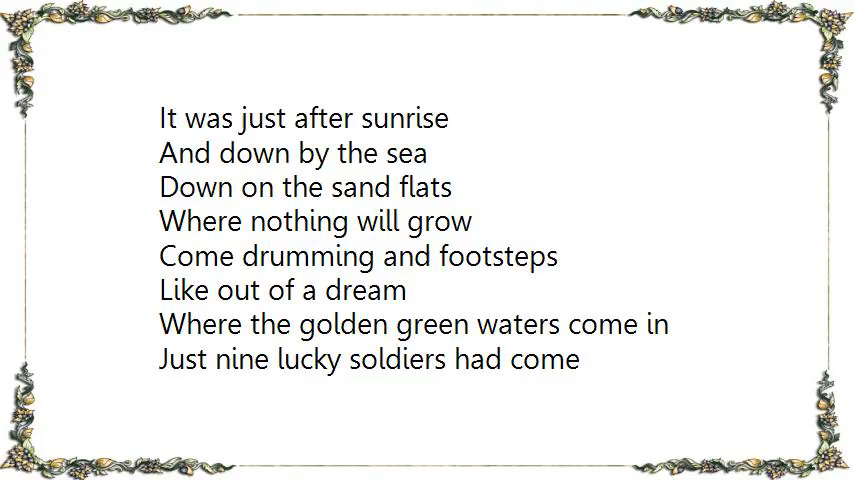 It was just after sunrise
And down by the sea
Down on the sand flats
Where nothing will grow
Come drumming and footsteps
Like out of a dream
Where the golden green waters come in
Just nine lucky soldiers had come